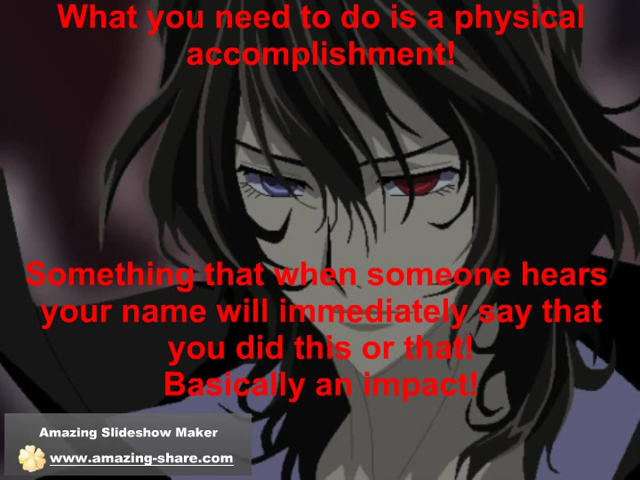 What you need to do is a physical
accomplishment!
Something that when someone hears
your name will immediately say that
you did this or that!
Basically an impact!
Amazing Slideshow Maker
www.amazing-share.com